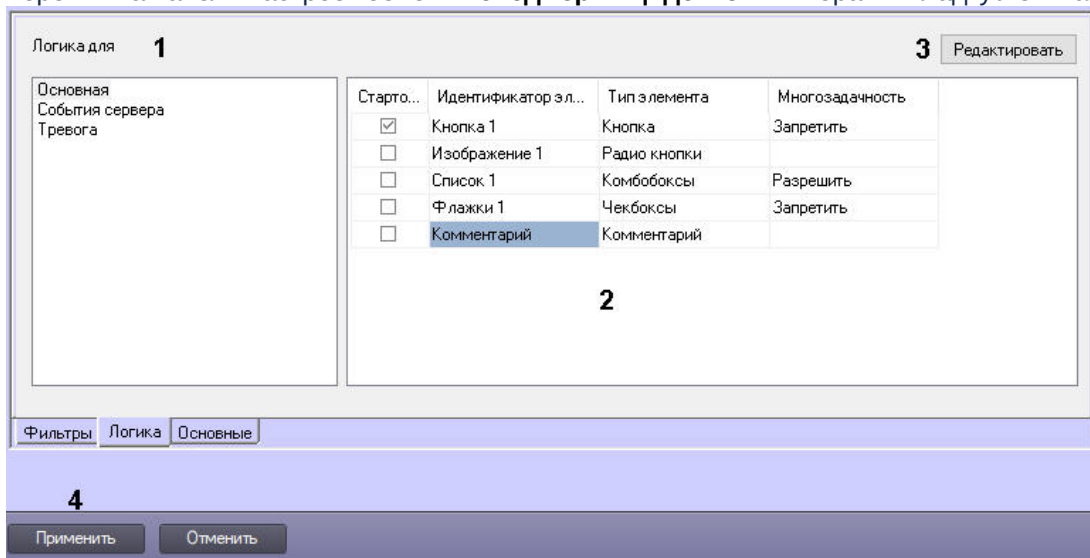 Логика для 1 3 Редактировать
Основная
События сервера
Тревога
Старто... Идентификатор эл... Тип элемента Многозадачность
Кнопка 1 Кнопка Запретить
Изображение 1 Радио кнопки
Список 1 Комбобоксы Разрешить
Флажки 1 Чекбоксы Запретить
Комментарий Комментарий
2
Фильтры Логика Основные
4
Применить Отменить